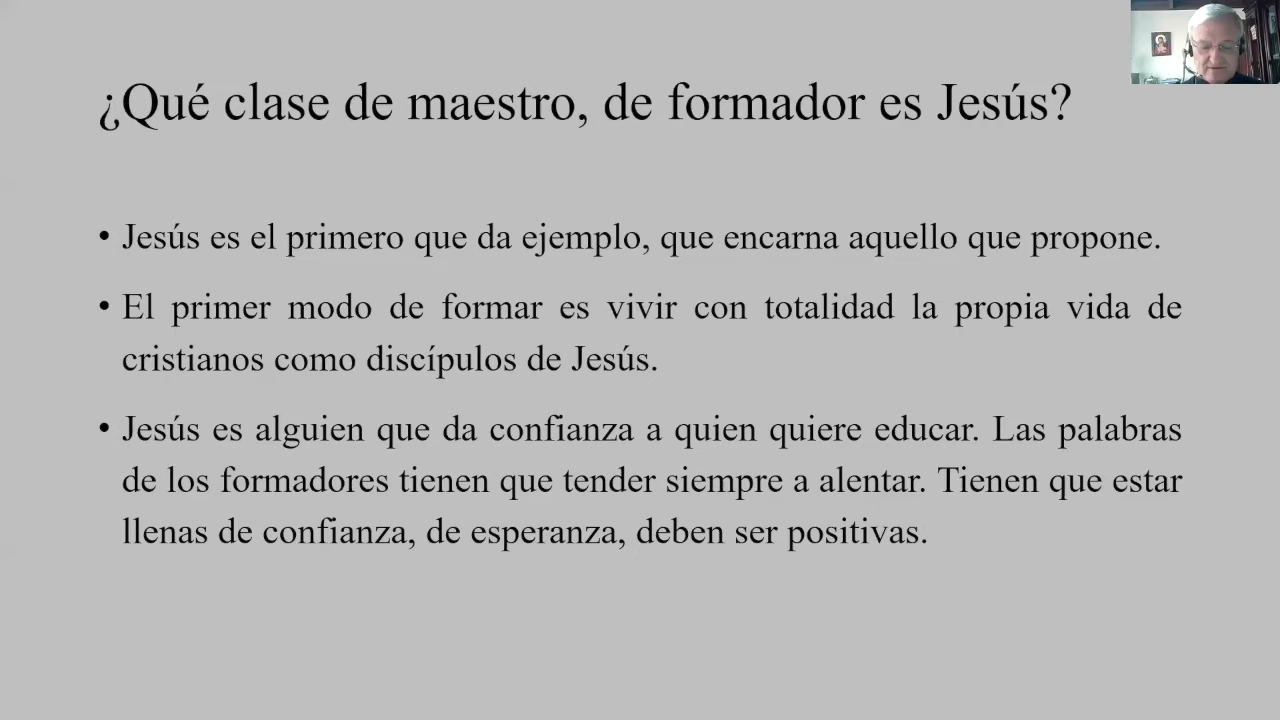 ¿Qué clase de maestro, de formador es Jesús?
• Jesús es el primero que da ejemplo, que encarna aquello que propone.
• El primer modo de formar es vivir con totalidad la propia vida de
cristianos como discípulos de Jesús.
• Jesús es alguien que da confianza a quien quiere educar. Las palabras
de los formadores tienen que tender siempre a alentar. Tienen que estar
llenas de confianza, de esperanza, deben ser positivas.